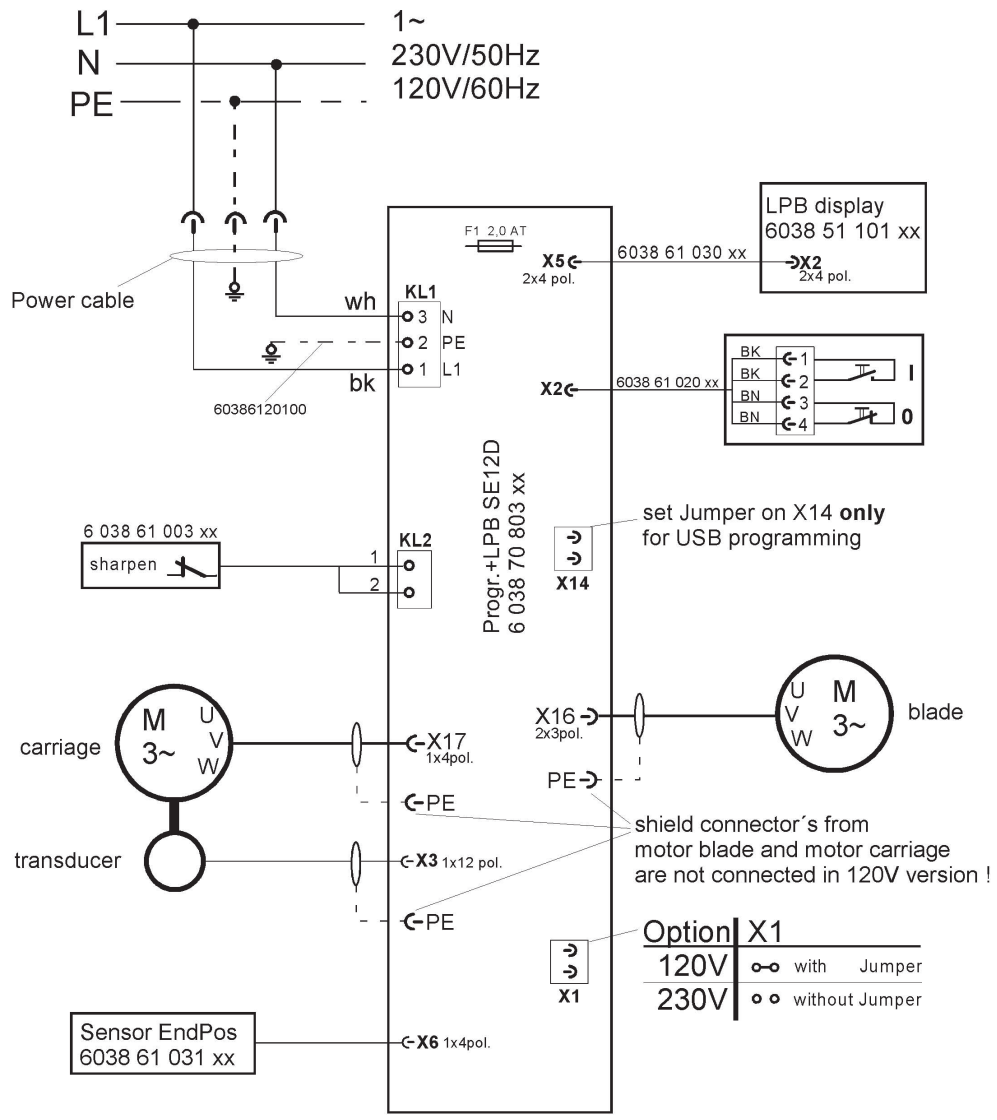 L1
1~
N
230V/50Hz
120V/60Hz
PE
Power cable
wh
bk
60386120100
KL1
3 N
2 PE
1 L1
F1 2,0 AT
X5
2x4 pol.
6038 61 030 xx
LPB display
6038 51 101 xx
X2
2x4 pol.
X2
6038 61 020 xx
BK 1
BK 2
BN 3
BN 4
I
0
Progr.+LPB SE12D
6 038 70 803 xx
set Jumper on X14 only
for USB programming
X14
6 038 61 003 xx
sharpen
KL2
1
2
carriage
M
3~
U
V
W
X17
1x4pol.
PE
transducer
X3 1x12 pol.
PE
X16
2x3pol.
PE
U
V
W
M
3~
blade
shield connector´s from
motor blade and motor carriage
are not connected in 120V version !
X1
Option X1
120V with Jumper
230V without Jumper
Sensor EndPos
6038 61 031 xx
X6 1x4pol.